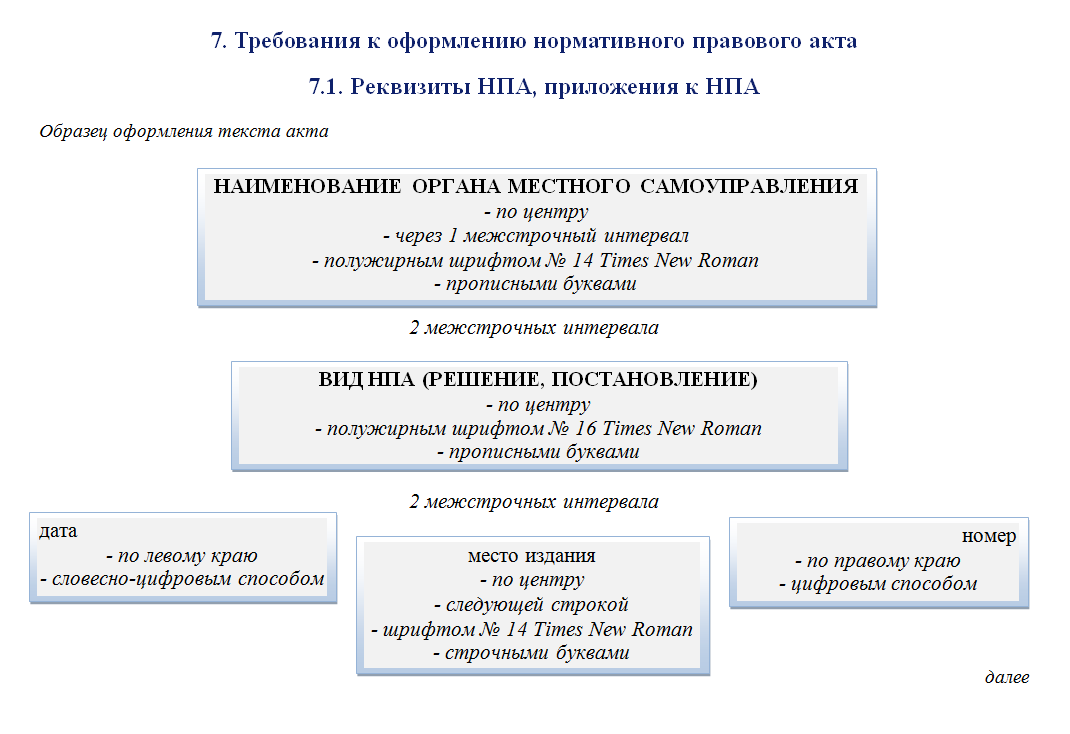 7. Требования к оформлению нормативного правового акта
7.1. Реквизиты НПА, приложения к НПА
Образец оформления текста акта
НАИМЕНОВАНИЕ ОРГАНА МЕСТНОГО САМОУПРАВЛЕНИЯ
- по центру
- через 1 межстрочный интервал
- полужирным шрифтом № 14 Times New Roman
- прописными буквами
2 межстрочных интервала
ВИД НПА (РЕШЕНИЕ, ПОСТАНОВЛЕНИЕ)
- по центру
- полужирным шрифтом № 16 Times New Roman
- прописными буквами
2 межстрочных интервала
дата
- по левому краю
- словесно-цифровым способом
место издания
- по центру
- следующей строкой
- шрифтом № 14 Times New Roman
- строчными буквами
номер
- по правому краю
- цифровым способом
далее